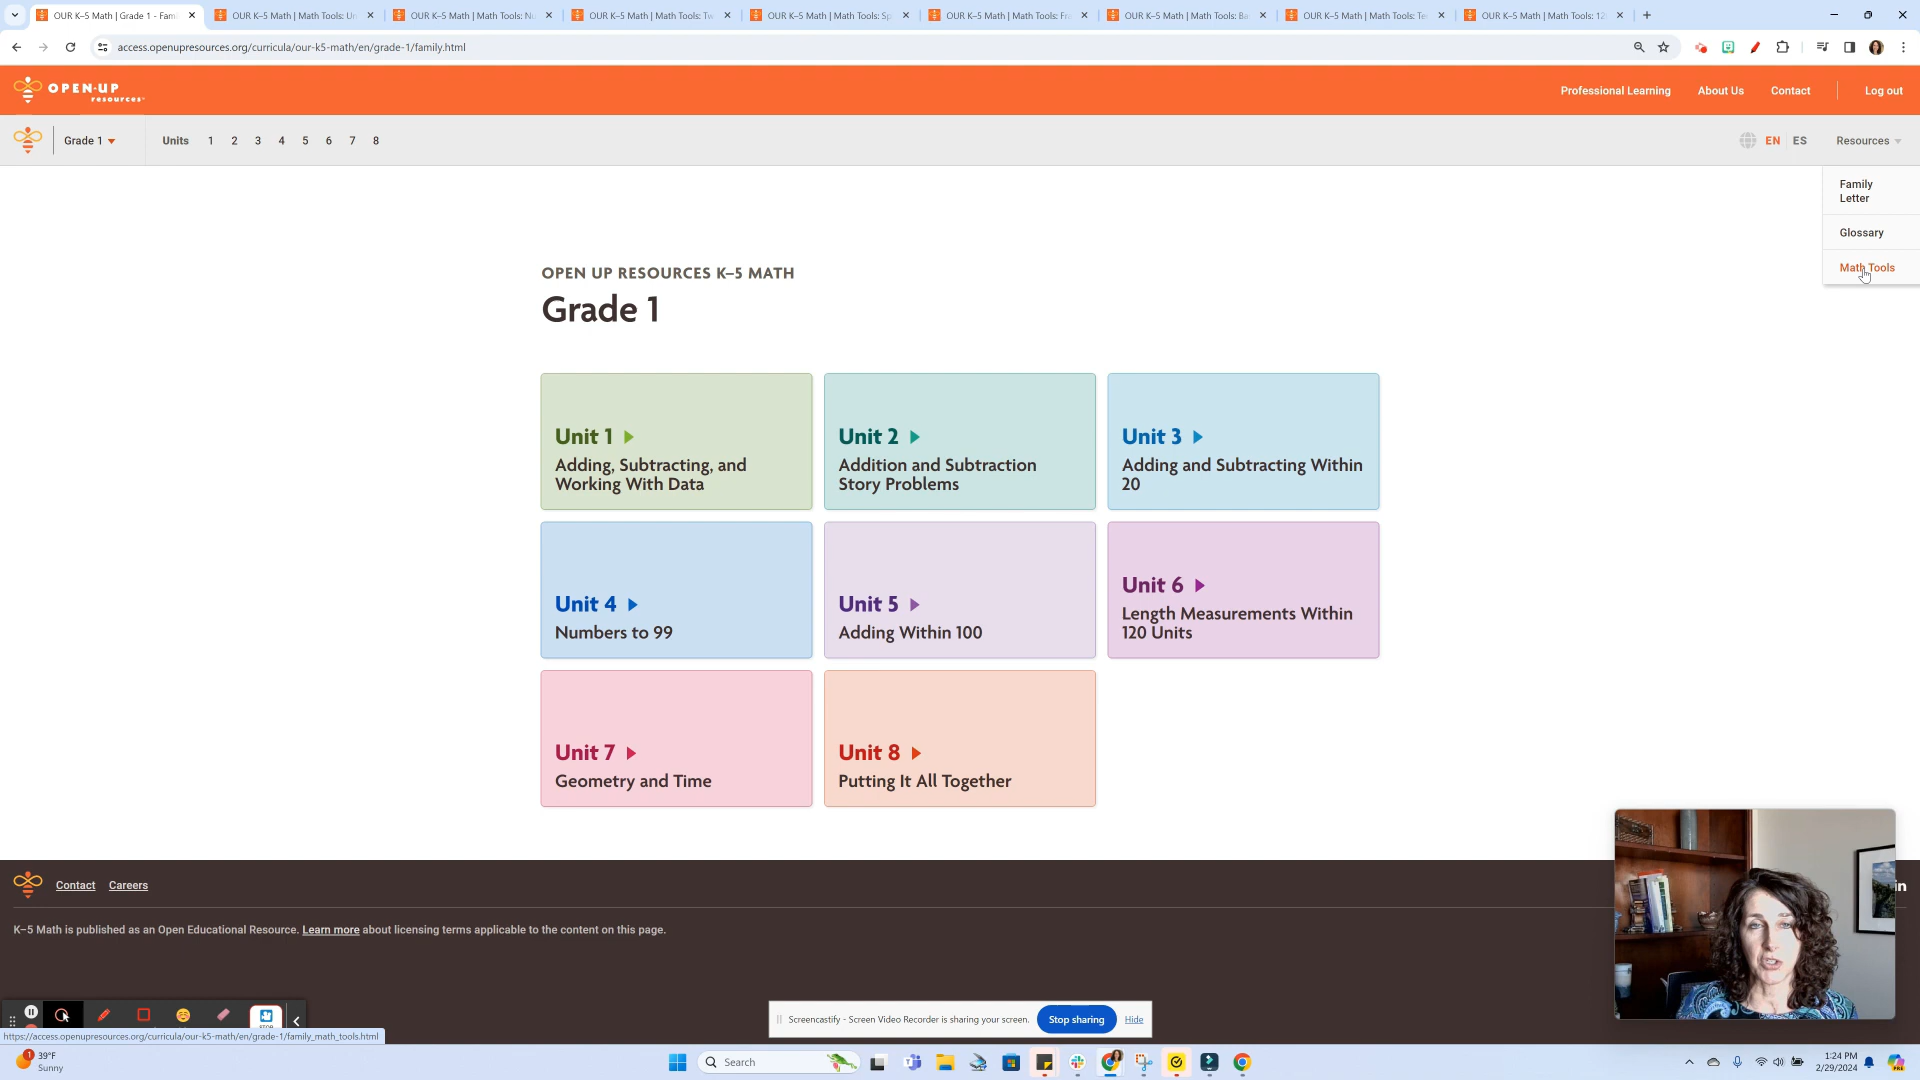 OUR K–5 Math | Grade 1 - Fami
OUR K–5 Math | Math Tools: Un
OUR K–5 Math | Math Tools: Nu
OUR K–5 Math | Math Tools: Tw
OUR K–5 Math | Math Tools: Sp
OUR K–5 Math | Math Tools: Fra
OUR K–5 Math | Math Tools: Ba
OUR K–5 Math | Math Tools: Te
OUR K–5 Math | Math Tools: 12
access.openupresources.org/curricula/our-k5-math/en/grade-1/family.html
OPEN-UP
resources
Professional Learning
About Us
Contact
Log out
Grade 1
Units 1 2 3 4 5 6 7 8
EN ES
Resources
Family
Letter
Glossary
Math Tools
OPEN UP RESOURCES K–5 MATH
Grade 1
Unit 1
Adding, Subtracting, and
Working With Data
Unit 2
Addition and Subtraction
Story Problems
Unit 3
Adding and Subtracting Within
20
Unit 4
Numbers to 99
Unit 5
Adding Within 100
Unit 6
Length Measurements Within
120 Units
Unit 7
Geometry and Time
Unit 8
Putting It All Together
Contact Careers
in
K–5 Math is published as an Open Educational Resource. Learn more about licensing terms applicable to the content on this page.
Screencastify - Screen Video Recorder is sharing your screen.
Stop sharing
Hide
https://access.openupresources.org/curricula/our-k5-math/en/grade-1/family_math_tools.html
1
39°F
Sunny
Search
1:24 PM
2/29/2024